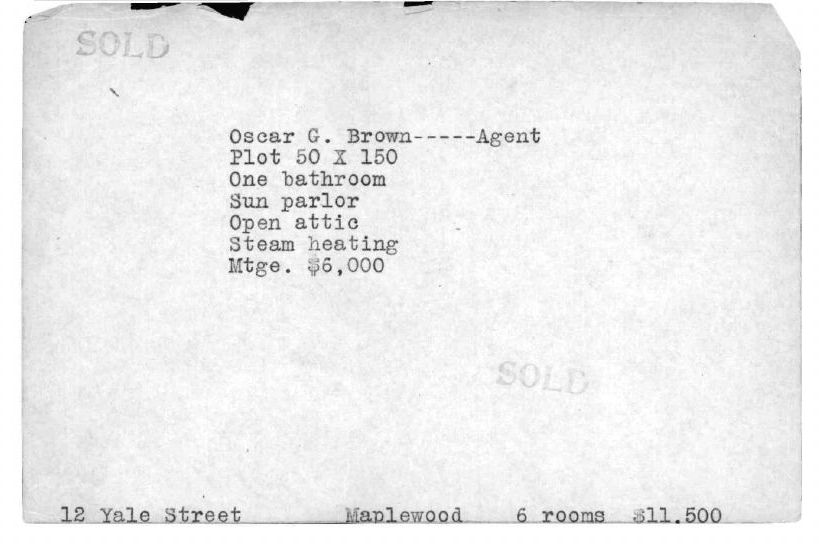 SOLD
Oscar G. Brown-----Agent
Plot 50 X 150
One bathroom
Sun parlor
Open attic
Steam heating
Mtge. $6,000
SOLD
12 Yale Street Maplewood 6 rooms $11,500